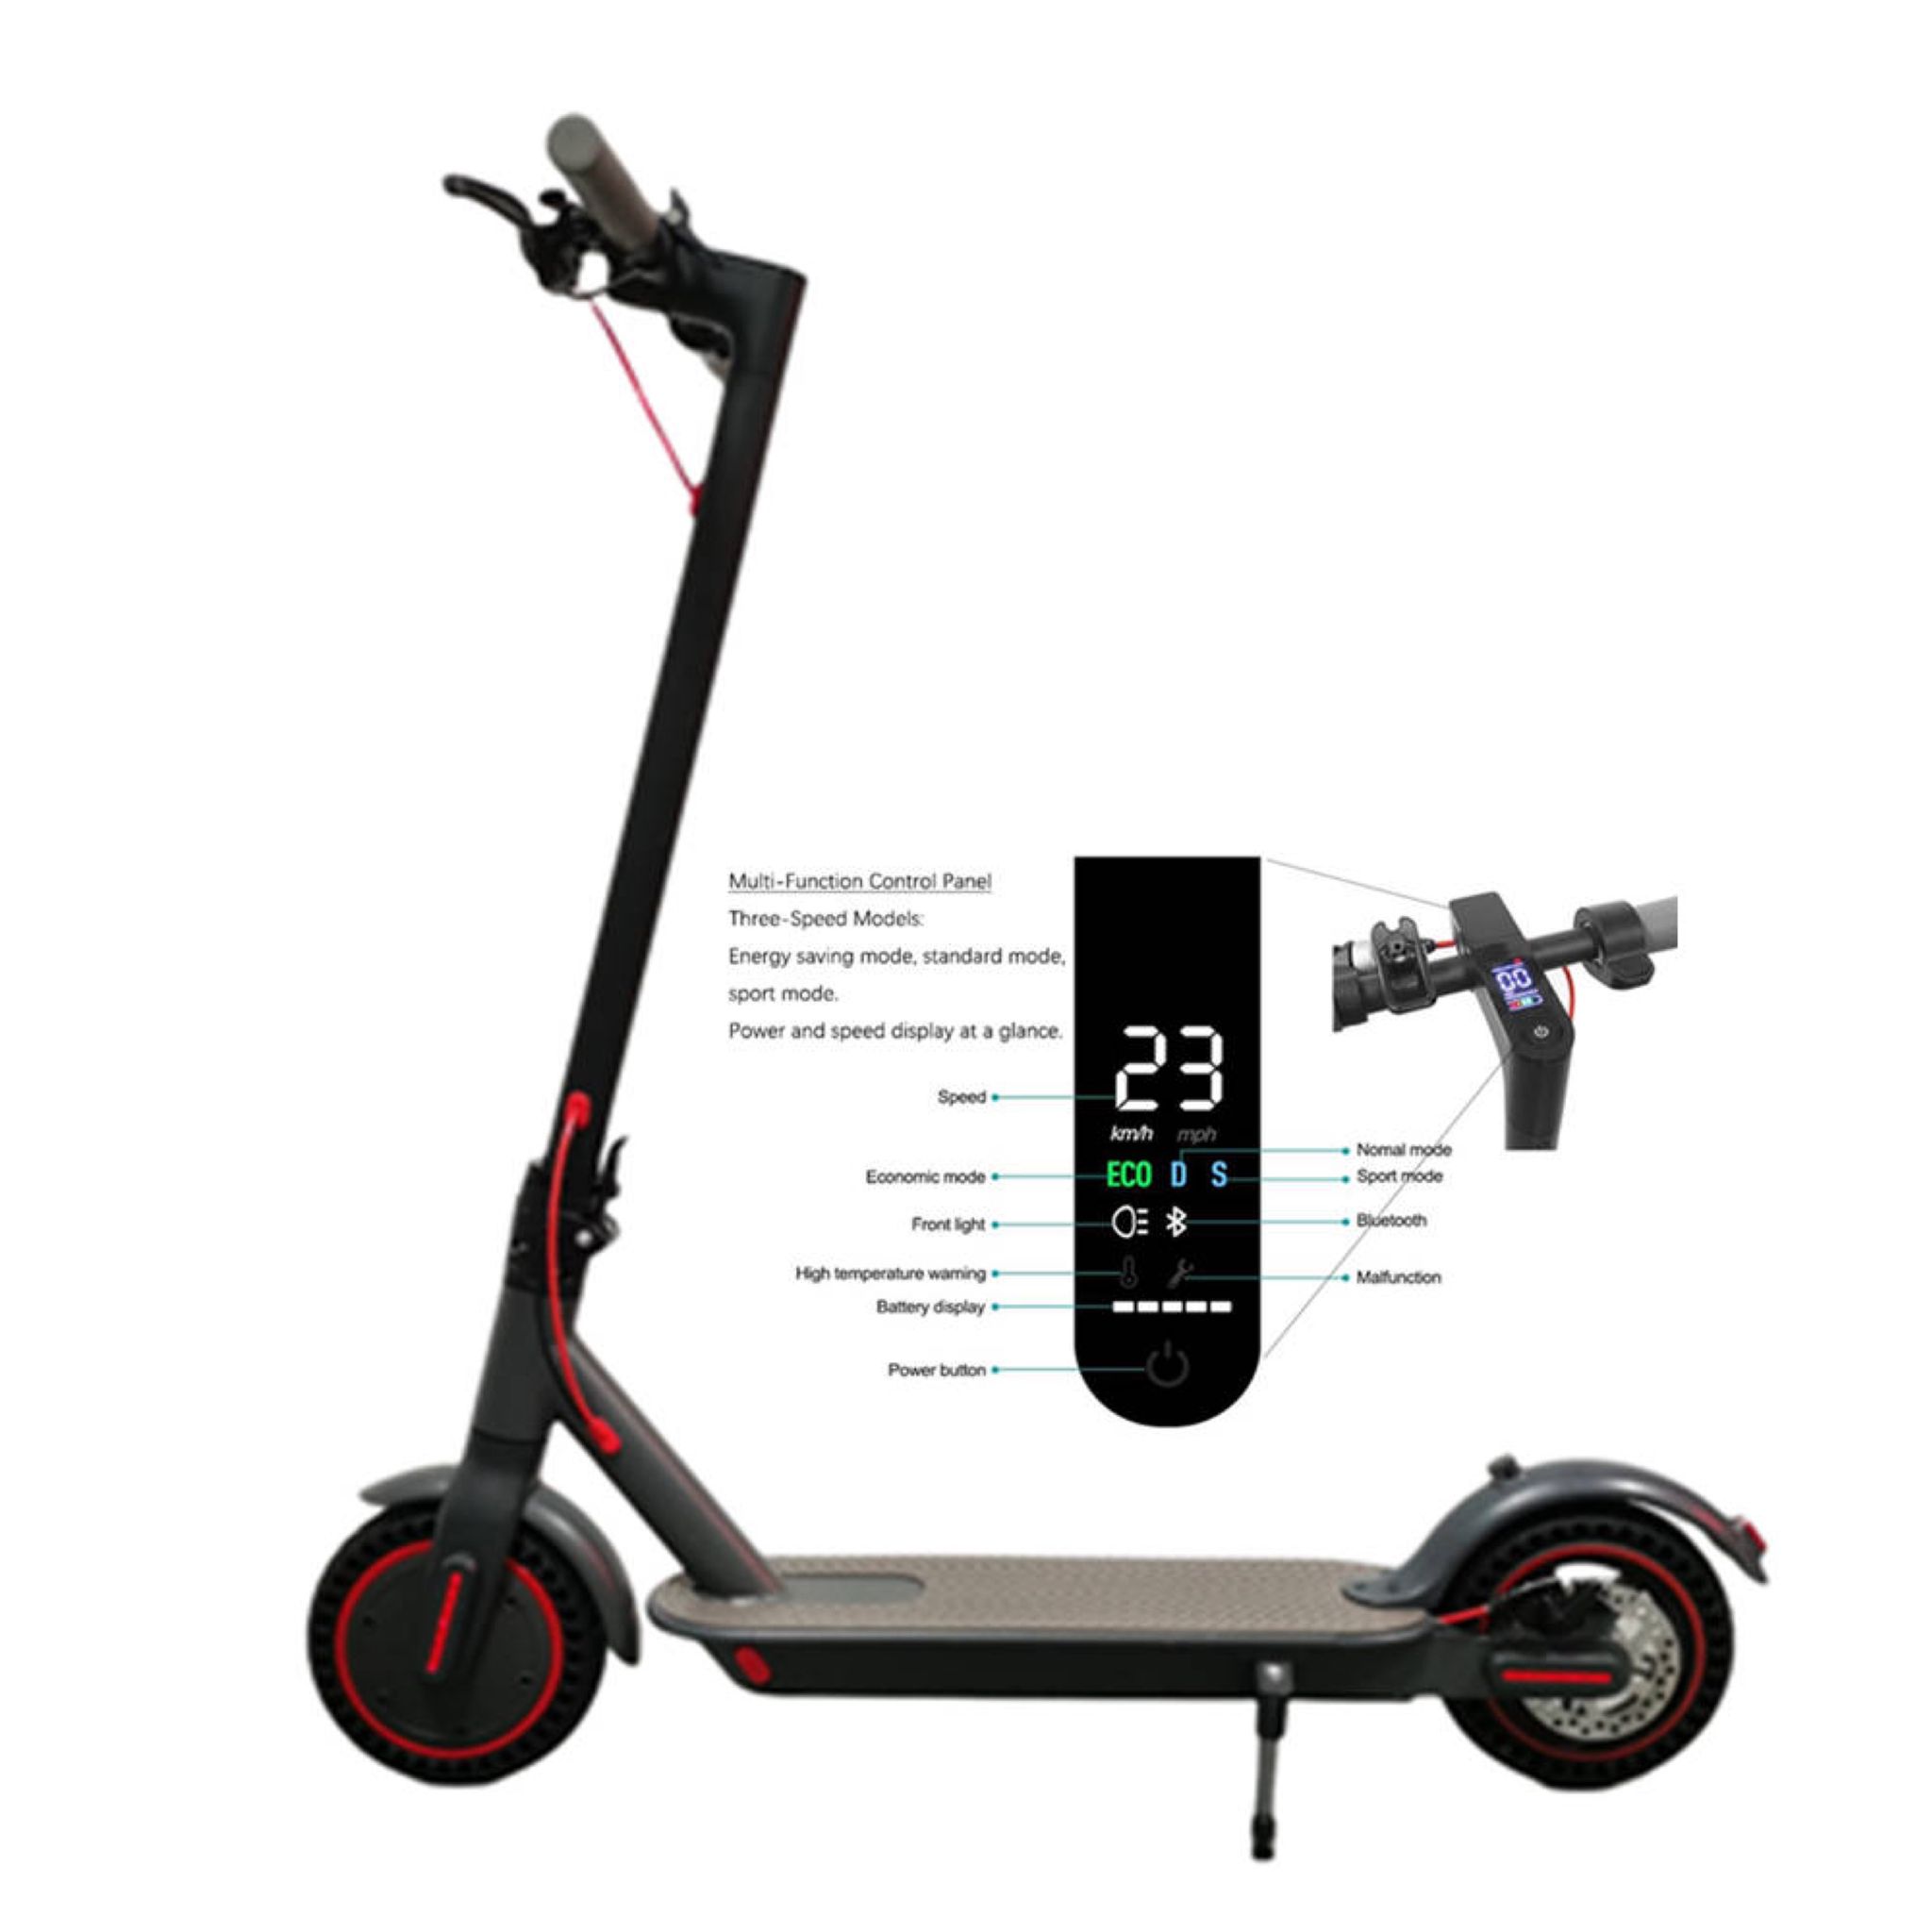 Multi-Function Control Panel
Three-Speed Models:
Energy saving mode, standard mode,
sport mode.
Power and speed display at a glance.
23
Speed
km/h mph
Nomal mode
Economic mode
ECO D S
Sport mode
Front light
Bluetooth
High temperature warning
Malfunction
Battery display
Power button
00